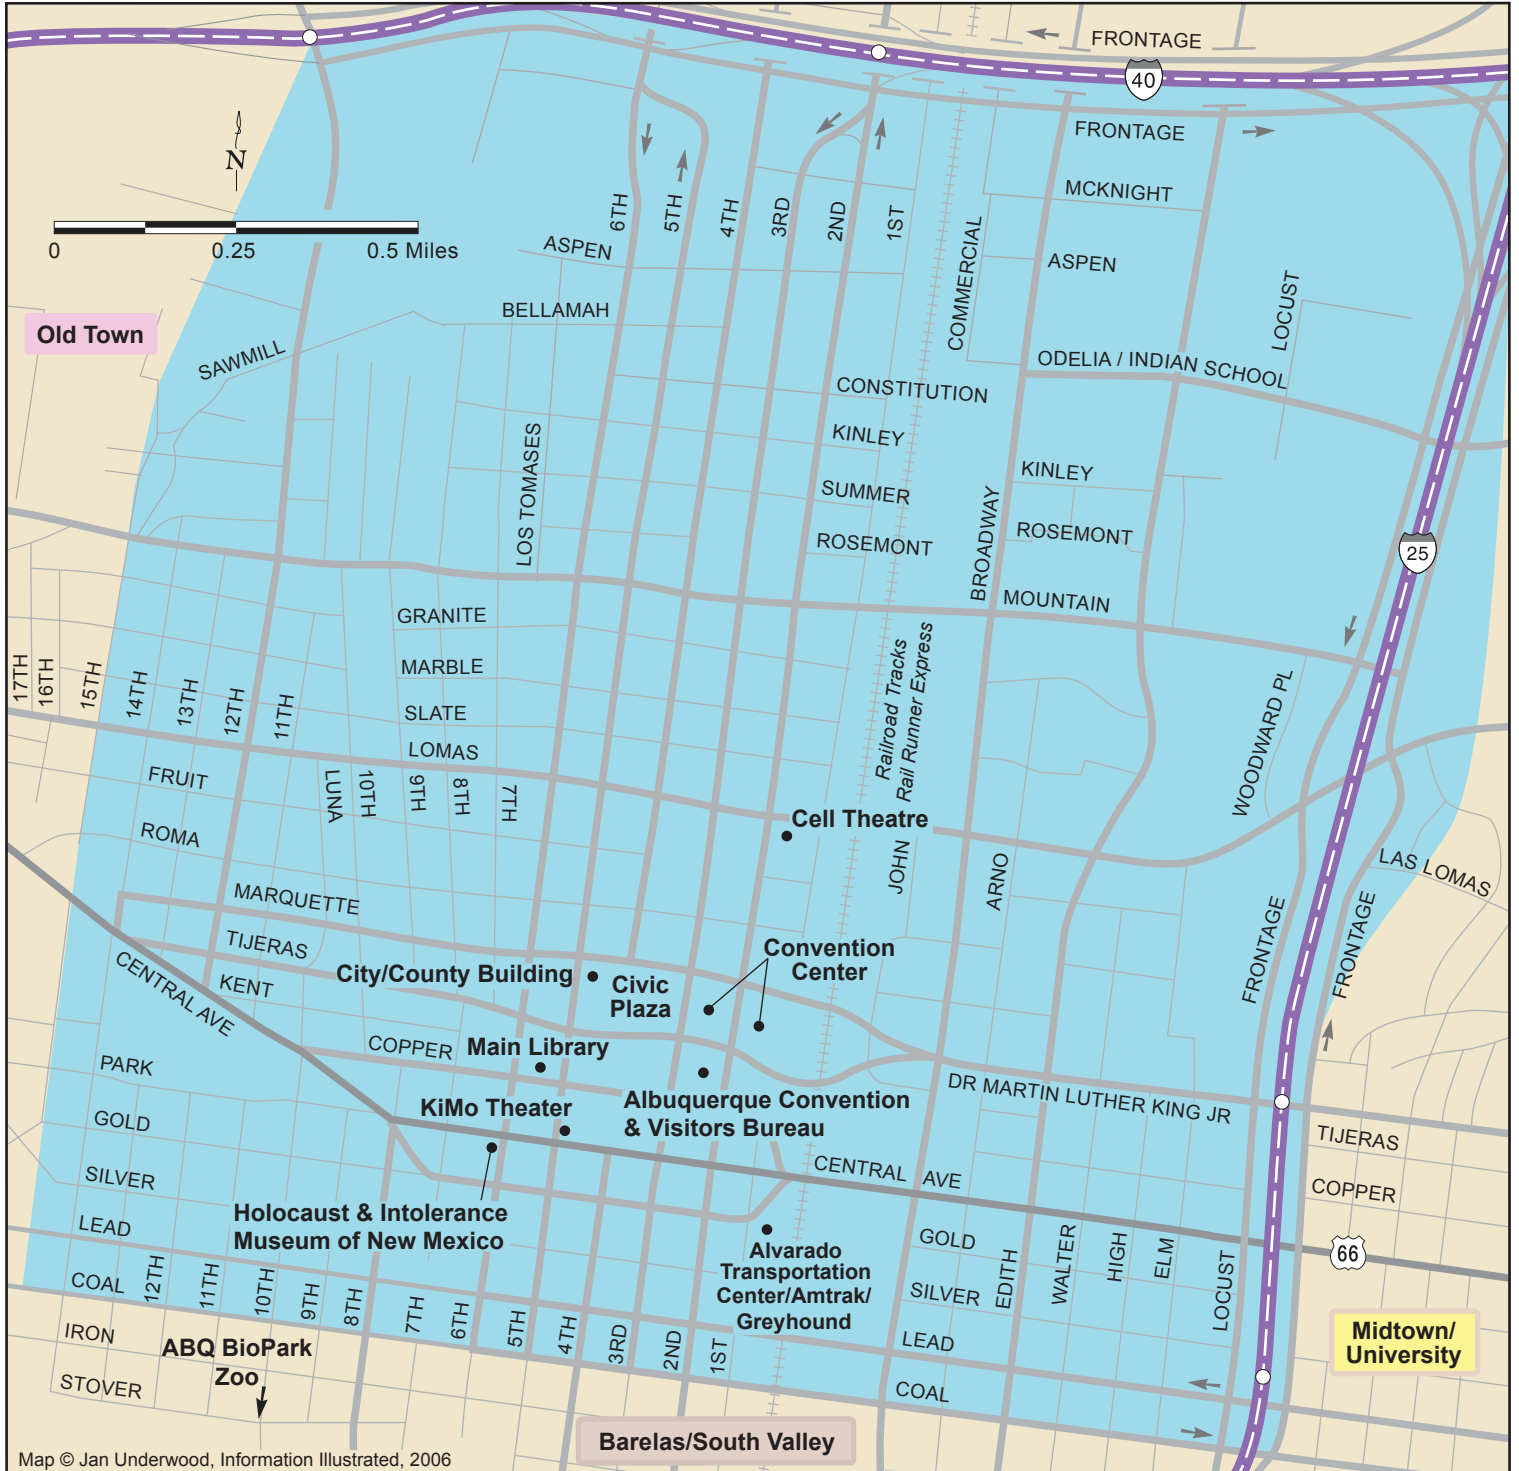 FRONTAGE
40
FRONTAGE
N
MCKNIGHT
0
0.25
0.5 Miles
6TH
5TH
4TH
3RD
2ND
1ST
COMMERCIAL
ASPEN
ASPEN
LOCUST
BELLAMAH
Old Town
SAWMILL
ODELIA / INDIAN SCHOOL
CONSTITUTION
KINLEY
KINLEY
LOS TOMASES
SUMMER
BROADWAY
ROSEMONT
ROSEMONT
25
MOUNTAIN
GRANITE
MARBLE
SLATE
LOMAS
17TH
16TH
15TH
14TH
13TH
12TH
11TH
Railroad Tracks
Rail Runner Express
WOODWARD PL
FRUIT
LUNA
10TH
9TH
8TH
7TH
ROMA
Cell Theatre
JOHN
ARNO
LAS LOMAS
MARQUETTE
TIJERAS
KENT
CENTRAL AVE
City/County Building
Civic
Plaza
Convention
Center
FRONTAGE
FRONTAGE
COPPER
Main Library
PARK
GOLD
KiMo Theater
Albuquerque Convention
& Visitors Bureau
DR MARTIN LUTHER KING JR
TIJERAS
COPPER
CENTRAL AVE
SILVER
LEAD
COAL
Holocaust & Intolerance
Museum of New Mexico
Alvarado
Transportation
Center/Amtrak/
Greyhound
GOLD
SILVER
EDITH
WALTER
HIGH
ELM
LOCUST
66
12TH
11TH
10TH
9TH
8TH
7TH
6TH
5TH
4TH
3RD
2ND
1ST
LEAD
COAL
IRON
STOVER
ABQ BioPark
Zoo
Midtown/
University
Barelas/South Valley
Map © Jan Underwood, Information Illustrated, 2006